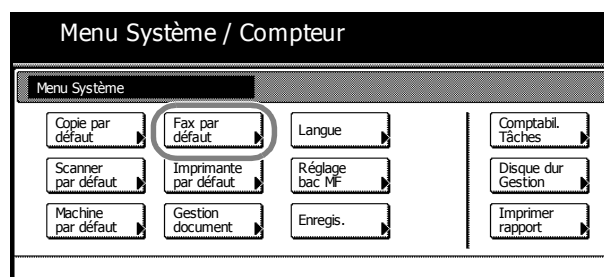 Menu Système / Compteur
Menu Système
Copie par
défaut
Fax par
défaut
Langue
Comptabil.
Tâches
Scanner
par défaut
Imprimante
par défaut
Réglage
bac MF
Disque dur
Gestion
Machine
par défaut
Gestion
document
Enregis.
Imprimer
rapport